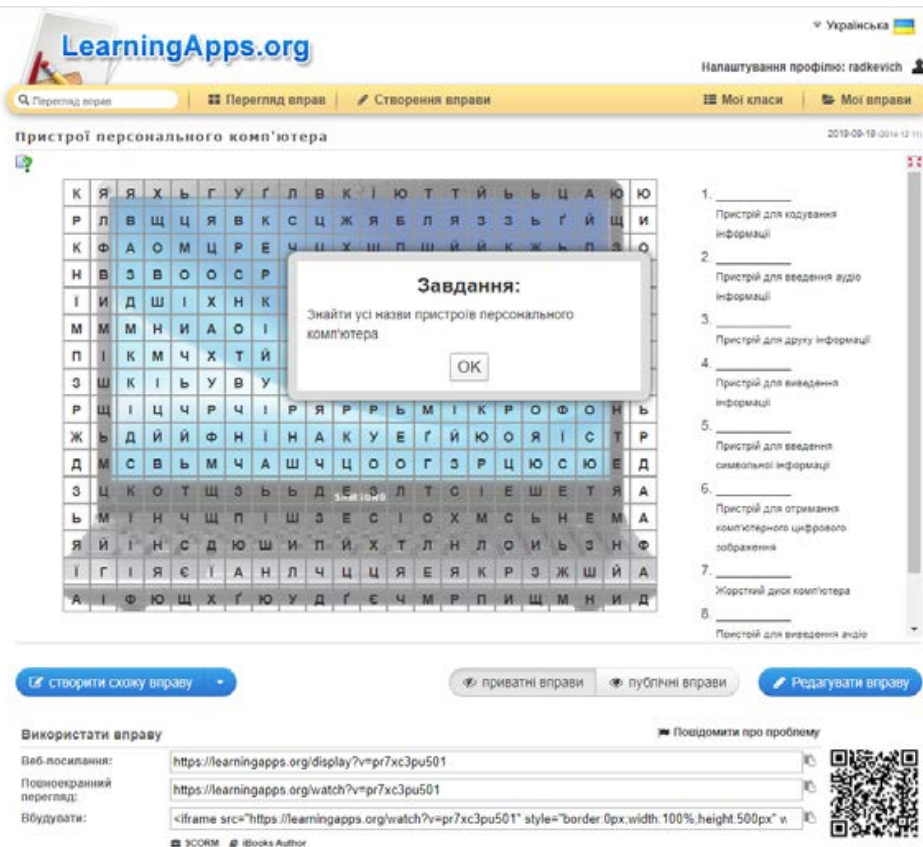 Українська
LearningApps.org
Налаштування профілю: radkevich
Перегляд вправ
Перегляд вправ
Створення вправи
Мої класи
Мої вправи
Пристрої персонального комп'ютера
К Я Я Х Ь Г У Ґ Л В К Ї Ю Т Т Й Ь Ь Ц А Ю Ю
Р Л В Щ Ц Я В К С Ц Ж Я Б Л Я З З Ь Ґ Й Щ И
К Ф А О М Ц Р Е
Н В З В О О С Р
Ї И Д Ш І Х Н К
М М М Н И А О І
П І К М Ч Х Т Й
З Ш К І Ь У В У
Р Щ І Ц Ч Р Ч І Р Я Р Р Ь М І К Р О Ф О Н Ь
Ж Ь Д Й Й Ф Н Ї Н А К У Е Ґ Й Ю О Я І С Т Р
Д М С В Ь М Ч А Ш Ч Ц О О Г З Р Ц Ю С Ю Е Д
З Ц К О Т Щ З Ь Ь Д Е З Л Т С І Е Ш Е Т Я А
Ь М Т Н Ч Щ П І Ш З Е С І О Х М С Ь Н Е М А
Я Й І Н С Д Ю Ш И П Й Х Т Л Н Л О И Ь З Н Ф
Ї Г І Я Є Ї А Н Л Ч Ц Ц Я Е Я К Р З Ж Ш Й А
А І Ф Ю Щ Х Ґ Ю У Д Ґ Є Ч М Р П И Щ М Н И Д
Завдання:
Знайти усі назви пристроїв персонального
комп'ютера
OK
1.
Пристрій для кодування
інформації
2.
Пристрій для введення аудіо
інформації
3.
Пристрій для друку інформації
4.
Пристрій для виведення
інформації
5.
Пристрій для введення
символьної інформації
6.
Пристрій для отримання
комп'ютерного цифрового
зображення
7.
Жорсткий диск комп'ютера
8.
Пристрій для виведення аудіо
створити схожу вправу
приватні вправи
публічні вправи
Редагувати вправу
Використати вправу
Повідомити про проблему
Веб-посилання:
https://learningapps.org/display?v=pr7xc3pu501
Повноекранний
перегляд:
https://learningapps.org/watch?v=pr7xc3pu501
Вбудувати:
<iframe src="https://learningapps.org/watch?v=pr7xc3pu501" style="border:0px;width:100%;height:500px" w
SCORM
iBooks Author